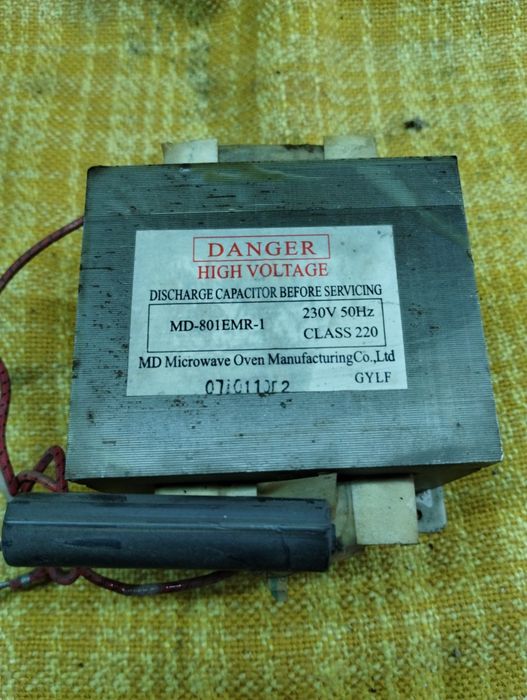 DANGER
HIGH VOLTAGE
DISCHARGE CAPACITOR BEFORE SERVICING
MD-801EMR-1
230V 50Hz
CLASS 220
MD Microwave Oven ManufacturingCo.,Ltd
GYLF